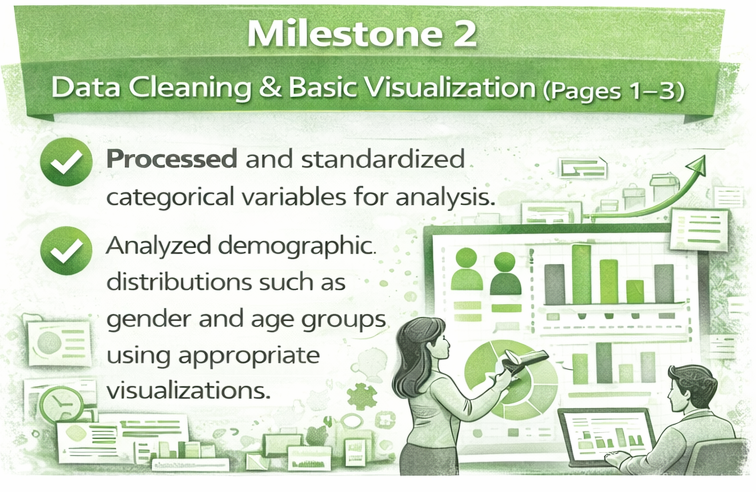 Milestone 2
Data Cleaning & Basic Visualization (Pages 1–3)
Processed and standardized
categorical variables for analysis.
Analyzed demographic.
distributions such as
gender and age groups
using appropriate
visualizations.